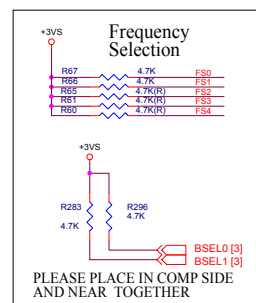 Frequency
Selection
+3VS
R67 4.7K FS0
R66 4.7K FS1
R65 4.7K(R) FS2
R61 4.7K(R) FS3
R60 4.7K(R) FS4
+3VS
R283 R296
4.7K 4.7K
BSEL0 [3]
BSEL1 [3]
PLEASE PLACE IN COMP SIDE
AND NEAR TOGETHER